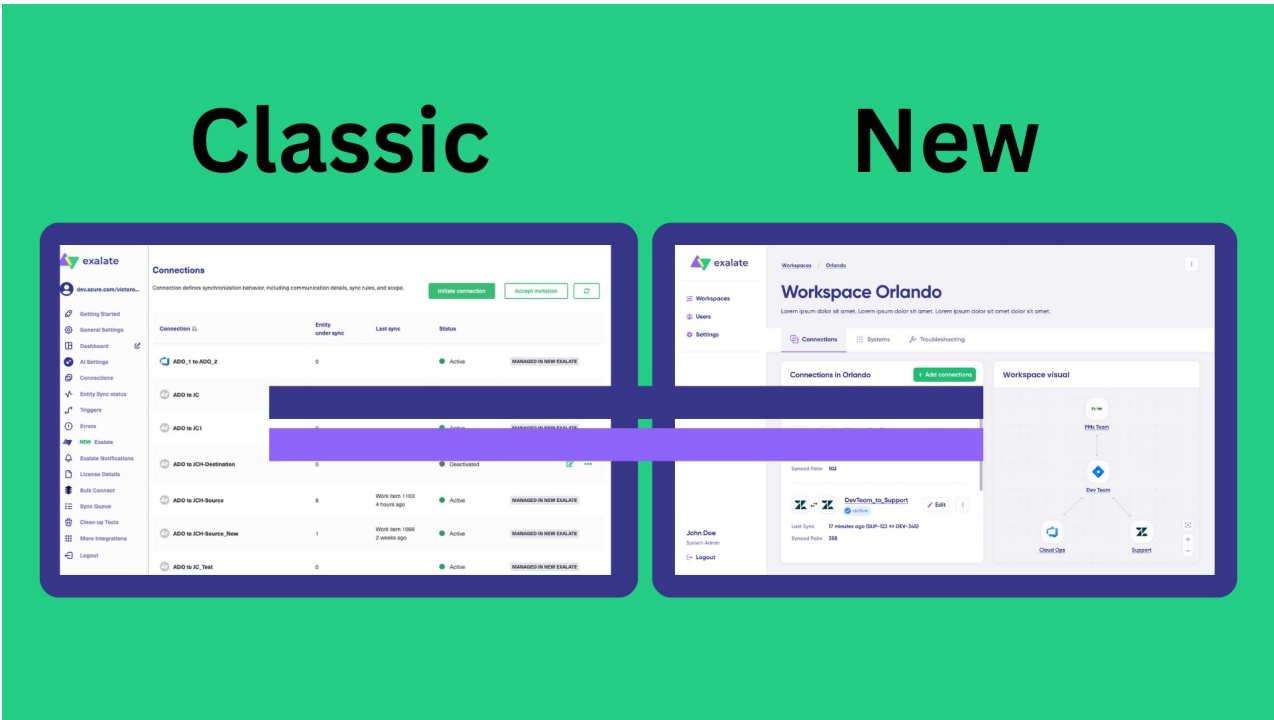 Classic
New
exalate
dev.azure.com/victoro...
Getting Started
General Settings
Dashboard
AI Settings
Connections
Entity Sync status
Triggers
Errors
NEW Exalate
Exalate Notifications
License Details
Bulk Connect
Sync Queue
Clean-up Tools
More Integrations
Logout
Connections
Connection defines synchronization behavior, including communication details, sync rules, and scope.
Initiate connection
Accept invitation
Connection
Entity under sync
Last sync
Status
ADO_1 to ADO_2
0
Active
MANAGED IN NEW EXALATE
ADO to JC
ADO to JC1
ADO to JCH-Destination
0
Deactivated
ADO to JCH-Source
8
Work item 1103
4 hours ago
Active
MANAGED IN NEW EXALATE
ADO to JCH-Source_New
1
Work item 1098
2 weeks ago
Active
MANAGED IN NEW EXALATE
ADO to JC_Test
0
Active
MANAGED IN NEW EXALATE
exalate
Workspaces
Users
Settings
John Doe
System Admin
Logout
Workspaces / Orlando
Workspace Orlando
Lorem ipsum dolor sit amet. Lorem ipsum dolor sit amet. Lorem ipsum dolor sit amet dolor sit amet.
Connections
Systems
Troubleshooting
Connections in Orlando
+ Add connections
Synced Pairs 102
DevTeam_to_Support
active
Edit
Last Sync 17 minutes ago (SUP-123 ↔ DEV-345)
Synced Pairs 358
Workspace visual
now
PMs Team
Dev Team
Cloud Ops
Support